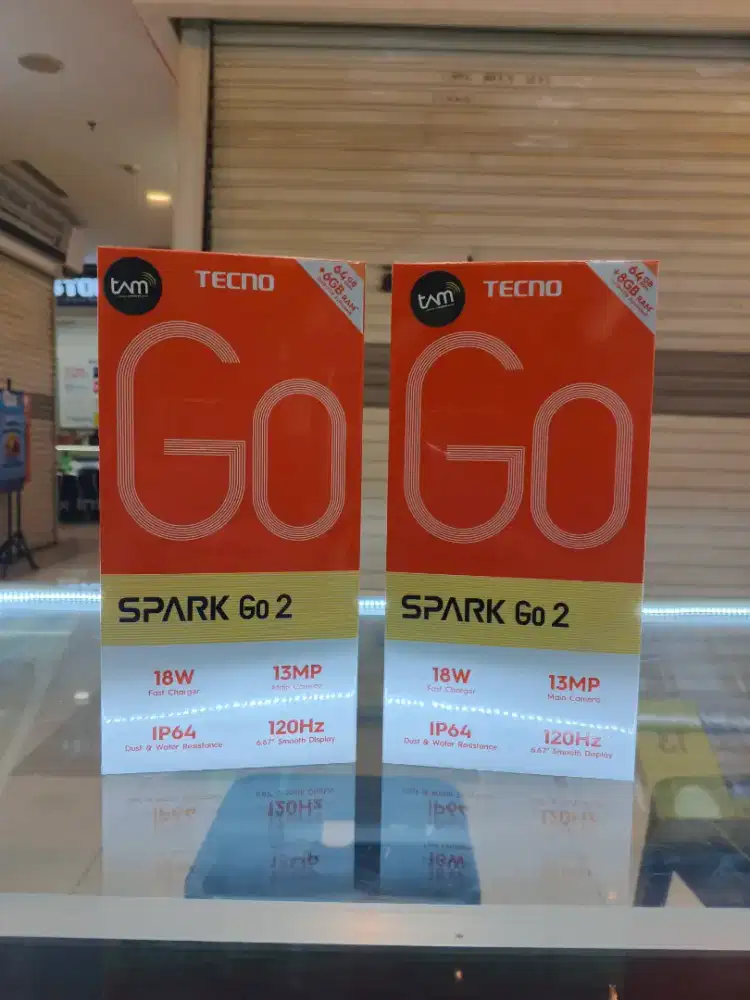 tam
TECNO
64GB
+6GB RAM*
Go
SPARK Go 2
18W
Fast Charger
13MP
Main Camera
IP64
Dust & Water Resistance
120Hz
6.67" Smooth Display
tam
TECNO
64GB
+8GB RAM*
Go
SPARK Go 2
18W
Fast Charger
13MP
Main Camera
IP64
Dust & Water Resistance
120Hz
6.67" Smooth Display